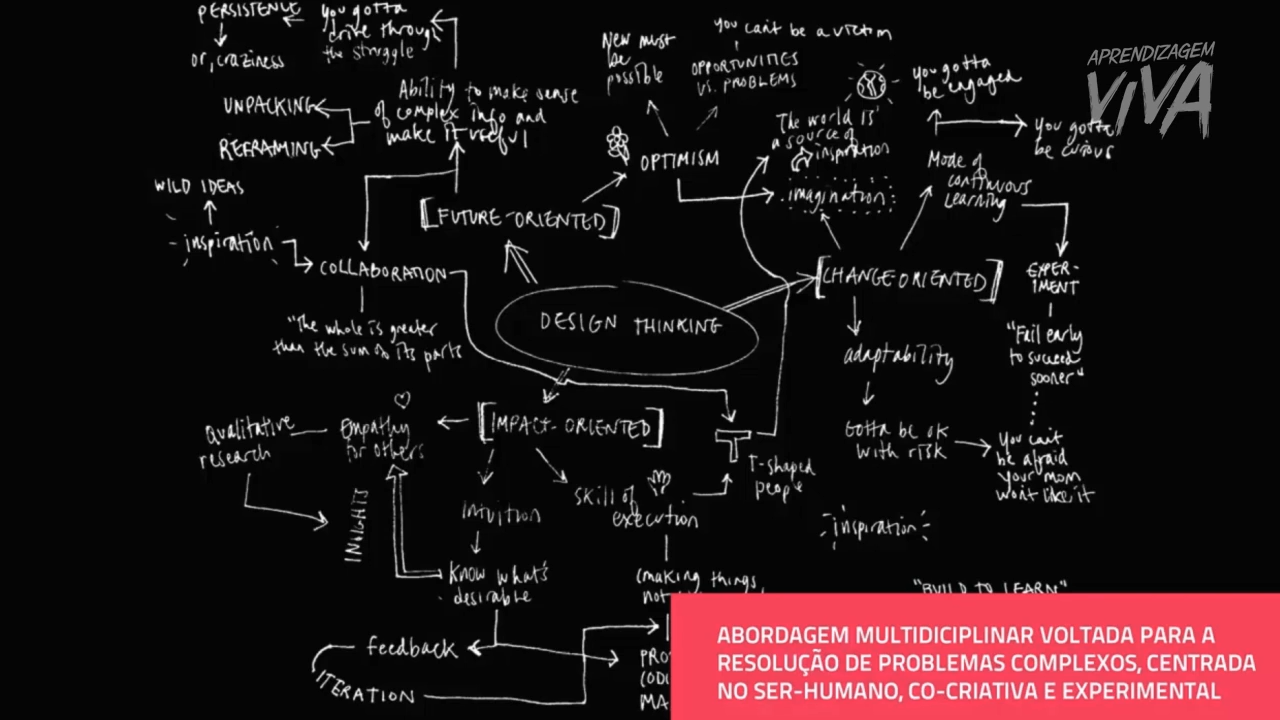 PERSISTENCE
or, craziness
you gotta
drive through
the struggle
Ability to make sense
of complex info and
make it useful
UNPACKING
REFRAMING
WILD IDEAS
inspiration
COLLABORATION
"The whole is greater
than the sum of its parts
[FUTURE-ORIENTED]
New must
be
possible
you can't be a victim
OPPORTUNITIES
VS. PROBLEMS
OPTIMISM
The world is
a source of
inspiration
imagination
you gotta
be engaged
You gotta
be curious
Mode of
continuous
learning
APRENDIZAGEM
ViVA
DESIGN THINKING
[CHANGE-ORIENTED]
EXPER-
IMENT
"Fail early
to succeed
sooner"
adaptability
Gotta be ok
with risk
You can't
be afraid
your mom
won't like it
[IMPACT-ORIENTED]
Empathy
for others
Qualitative
research
INSIGHTS
Intuition
Know what's
desirable
skill of
execution
T-shaped
people
inspiration
(making things,
not
"BUILD TO LEARN"
feedback
ITERATION
PRO
(ODI
MA
ABORDAGEM MULTIDICIPLINAR VOLTADA PARA A
RESOLUÇÃO DE PROBLEMAS COMPLEXOS, CENTRADA
NO SER-HUMANO, CO-CRIATIVA E EXPERIMENTAL